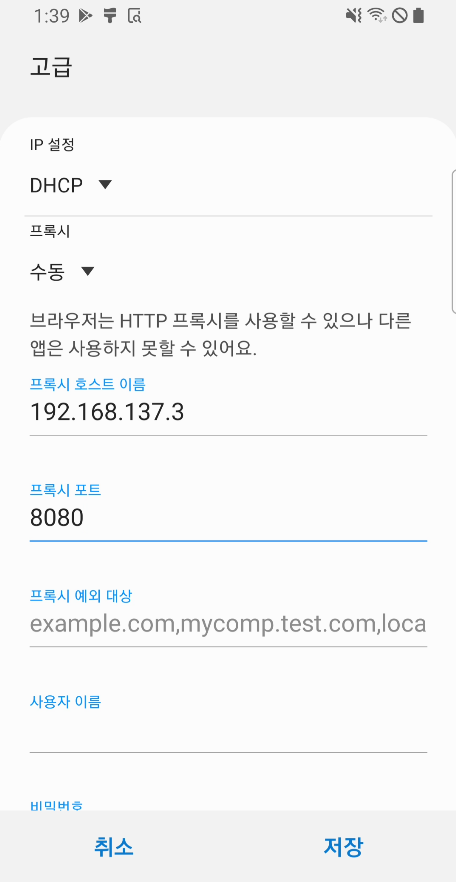 1:39
고급
IP 설정
DHCP
프록시
수동
브라우저는 HTTP 프록시를 사용할 수 있으나 다른
앱은 사용하지 못할 수 있어요.
프록시 호스트 이름
192.168.137.3
프록시 포트
8080
프록시 예외 대상
example.com,mycomp.test.com,loca
사용자 이름
비밀번호
취소
저장